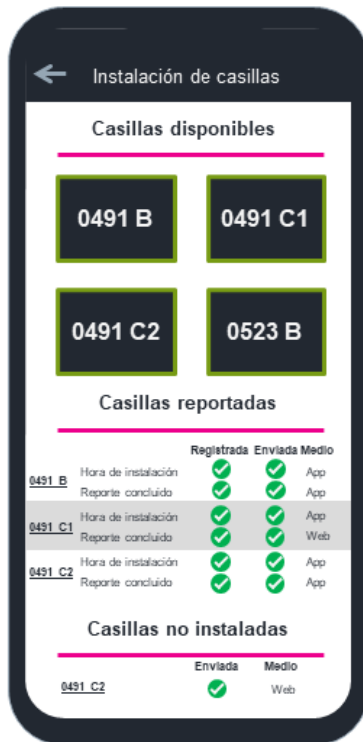 Instalación de casillas
Casillas disponibles
0491 B 0491 C1
0491 C2 0523 B
Casillas reportadas
Registrada Enviada Medio
0491 B Hora de instalación App
Reporte concluido App
0491 C1 Hora de instalación App
Reporte concluido Web
0491 C2 Hora de instalación App
Reporte concluido App
Casillas no instaladas
Enviada Medio
0491 C2 Web